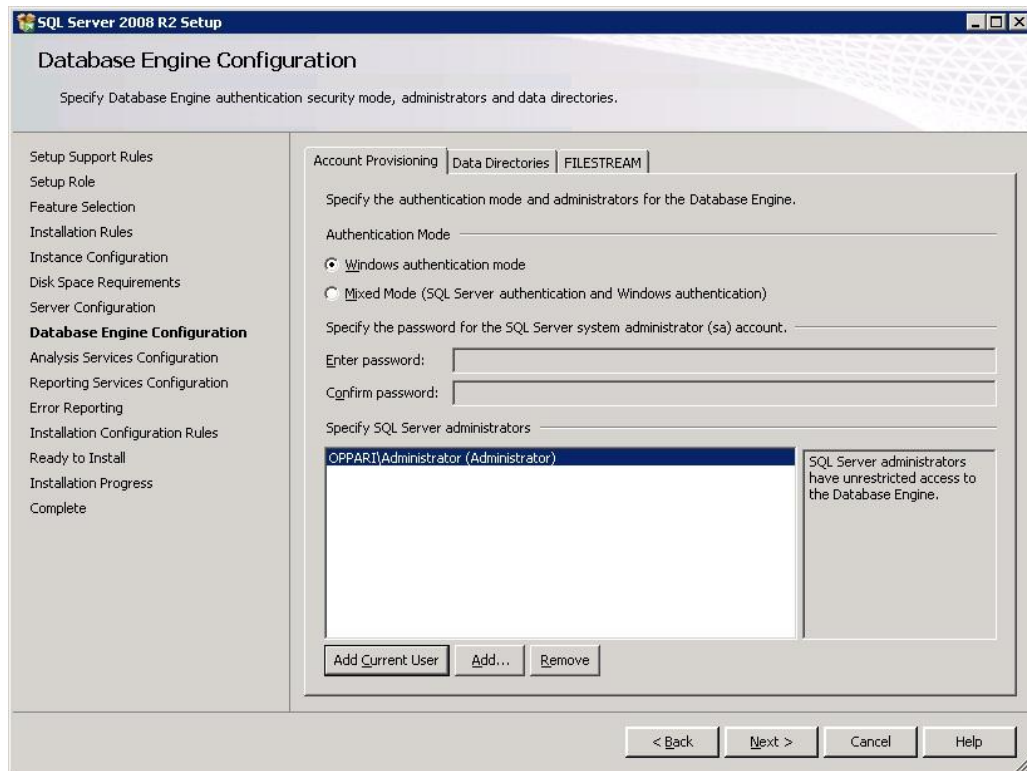 SQL Server 2008 R2 Setup
Database Engine Configuration
Specify Database Engine authentication security mode, administrators and data directories.
Setup Support Rules
Setup Role
Feature Selection
Installation Rules
Instance Configuration
Disk Space Requirements
Server Configuration
Database Engine Configuration
Analysis Services Configuration
Reporting Services Configuration
Error Reporting
Installation Configuration Rules
Ready to Install
Installation Progress
Complete
Account Provisioning Data Directories FILESTREAM
Specify the authentication mode and administrators for the Database Engine.
Authentication Mode
Windows authentication mode
Mixed Mode (SQL Server authentication and Windows authentication)
Specify the password for the SQL Server system administrator (sa) account.
Enter password:
Confirm password:
Specify SQL Server administrators
OPPARI\Administrator (Administrator)
SQL Server administrators
have unrestricted access to
the Database Engine.
Add Current User Add... Remove
< Back Next > Cancel Help